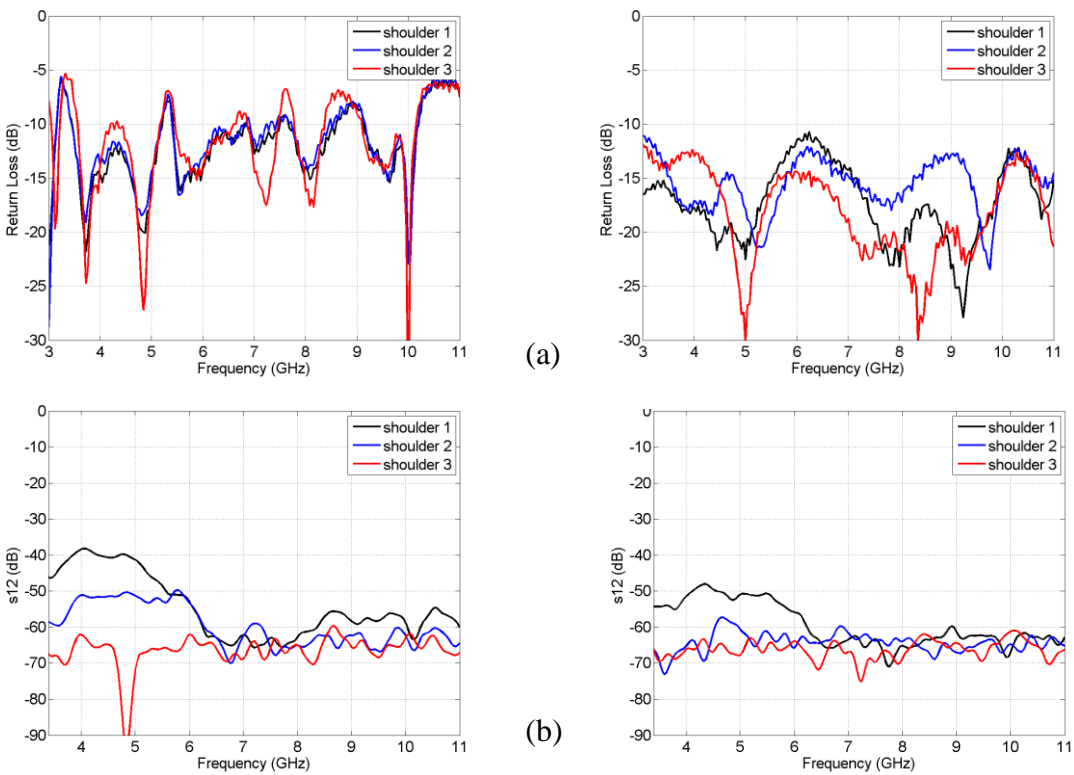 0
-5
-10
-15
-20
-25
-30
3 4 5 6 7 8 9 10 11
Return Loss (dB)
Frequency (GHz)
shoulder 1
shoulder 2
shoulder 3
(a)
0
-5
-10
-15
-20
-25
-30
3 4 5 6 7 8 9 10 11
Return Loss (dB)
Frequency (GHz)
shoulder 1
shoulder 2
shoulder 3
0
-10
-20
-30
-40
-50
-60
-70
-80
-90
4 5 6 7 8 9 10 11
s12 (dB)
Frequency (GHz)
shoulder 1
shoulder 2
shoulder 3
(b)
0
-10
-20
-30
-40
-50
-60
-70
-80
-90
4 5 6 7 8 9 10 11
s12 (dB)
Frequency (GHz)
shoulder 1
shoulder 2
shoulder 3